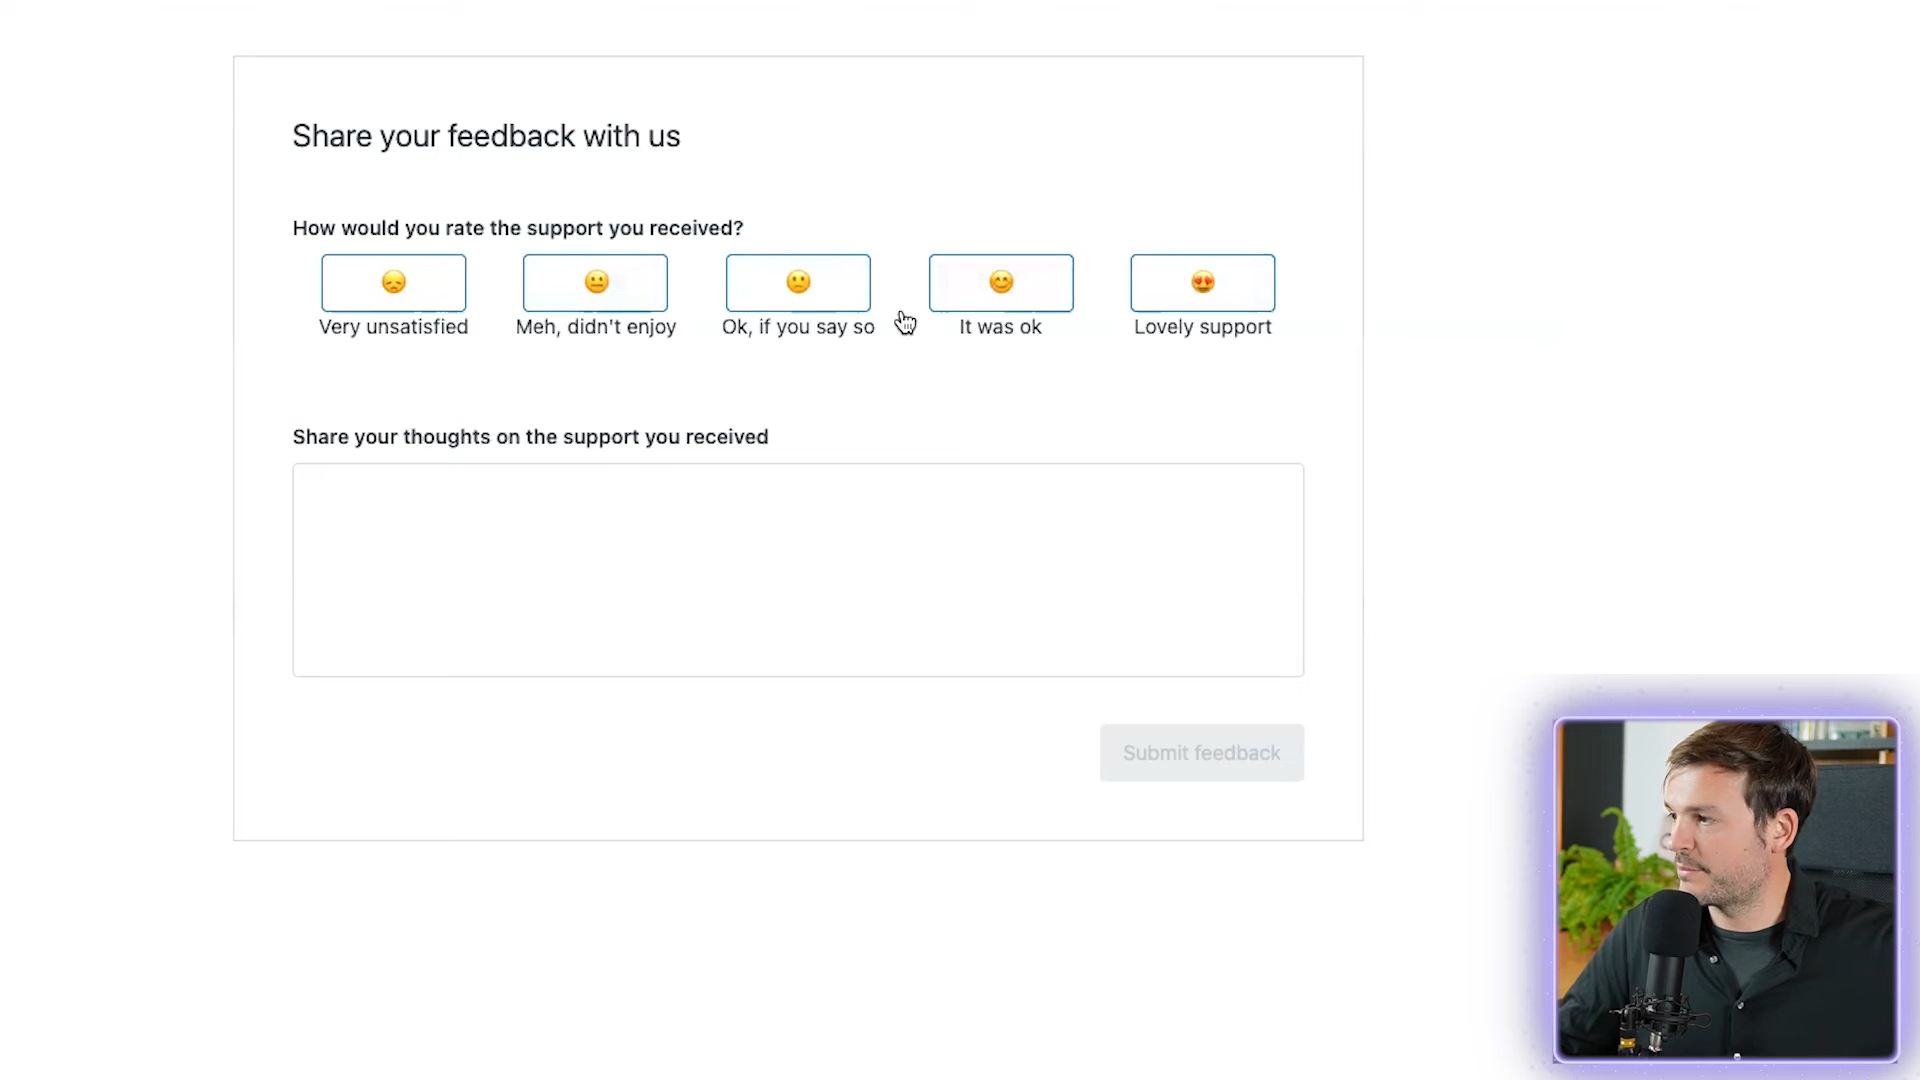 Share your feedback with us
How would you rate the support you received?
Very unsatisfied
Meh, didn't enjoy
Ok, if you say so
It was ok
Lovely support
Share your thoughts on the support you received
Submit feedback